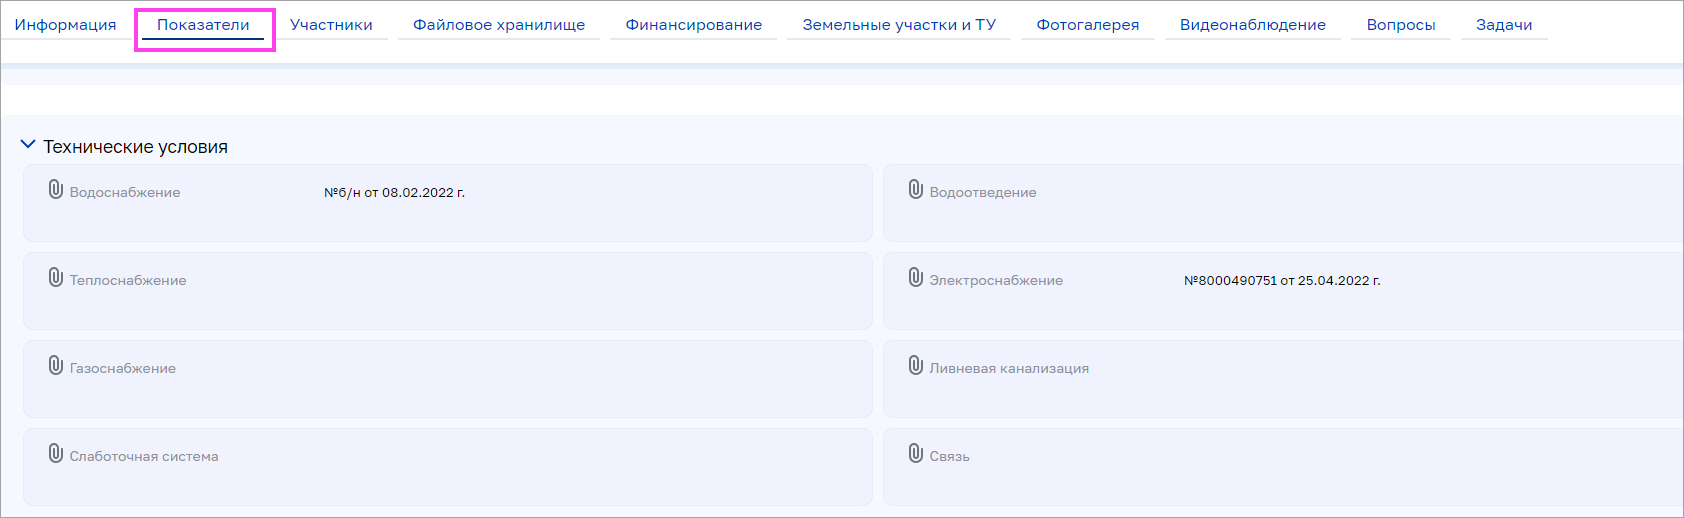 Информация Показатели Участники Файловое хранилище Финансирование Земельные участки и ТУ Фотогалерея Видеонаблюдение Вопросы Задачи
Технические условия
Водоснабжение №б/н от 08.02.2022 г. Водоотведение
Теплоснабжение Электроснабжение №8000490751 от 25.04.2022 г.
Газоснабжение Ливневая канализация
Слаботочная система Связь